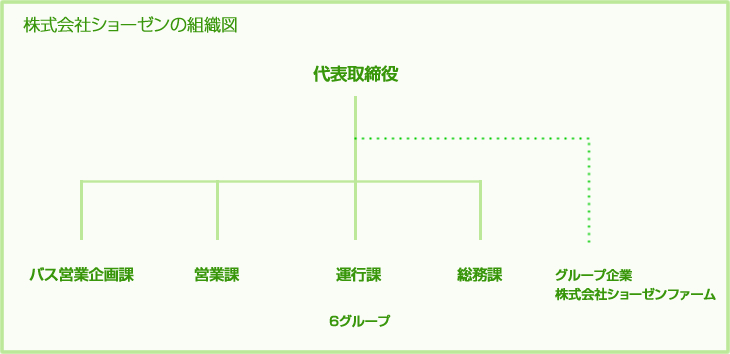 株式会社ショーゼンの組織図
代表取締役
バス営業企画課
営業課
運行課
総務課
グループ企業
株式会社ショーゼンファーム
6グループ